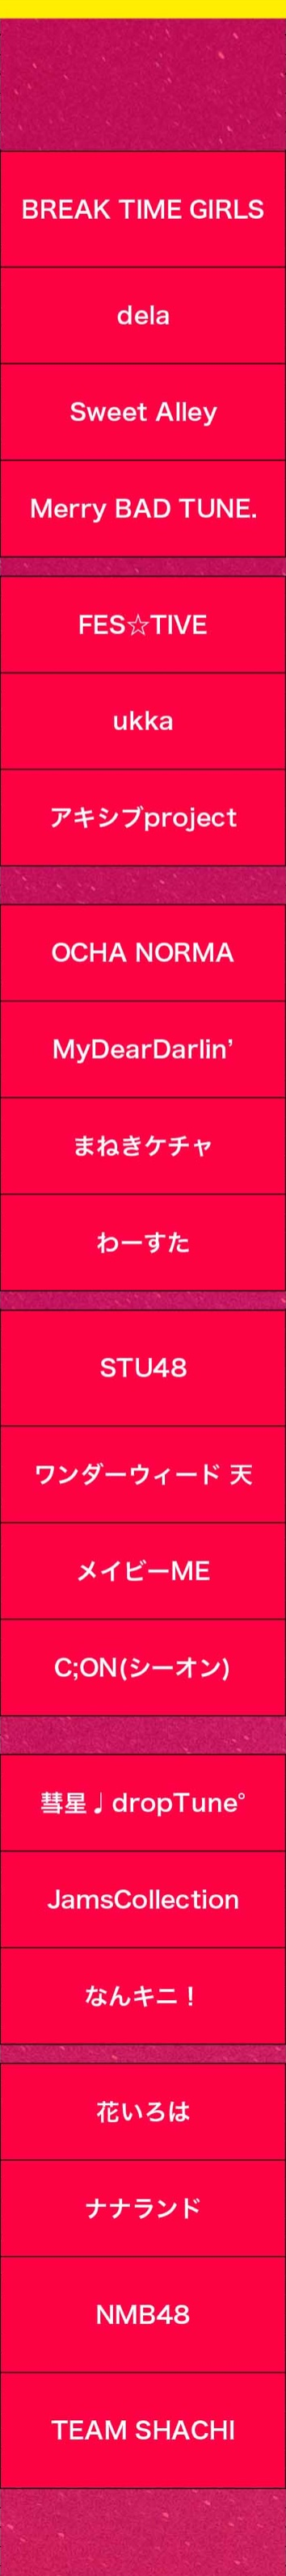 BREAK TIME GIRLS
dela
Sweet Alley
Merry BAD TUNE.
FES☆TIVE
ukka
アキシブproject
OCHA NORMA
MyDearDarlin’
まねきケチャ
わーすた
STU48
ワンダーウィード 天
メイビーME
C;ON(シーオン)
彗星♩dropTune°
JamsCollection
なんキニ！
花いろは
ナナランド
NMB48
TEAM SHACHI